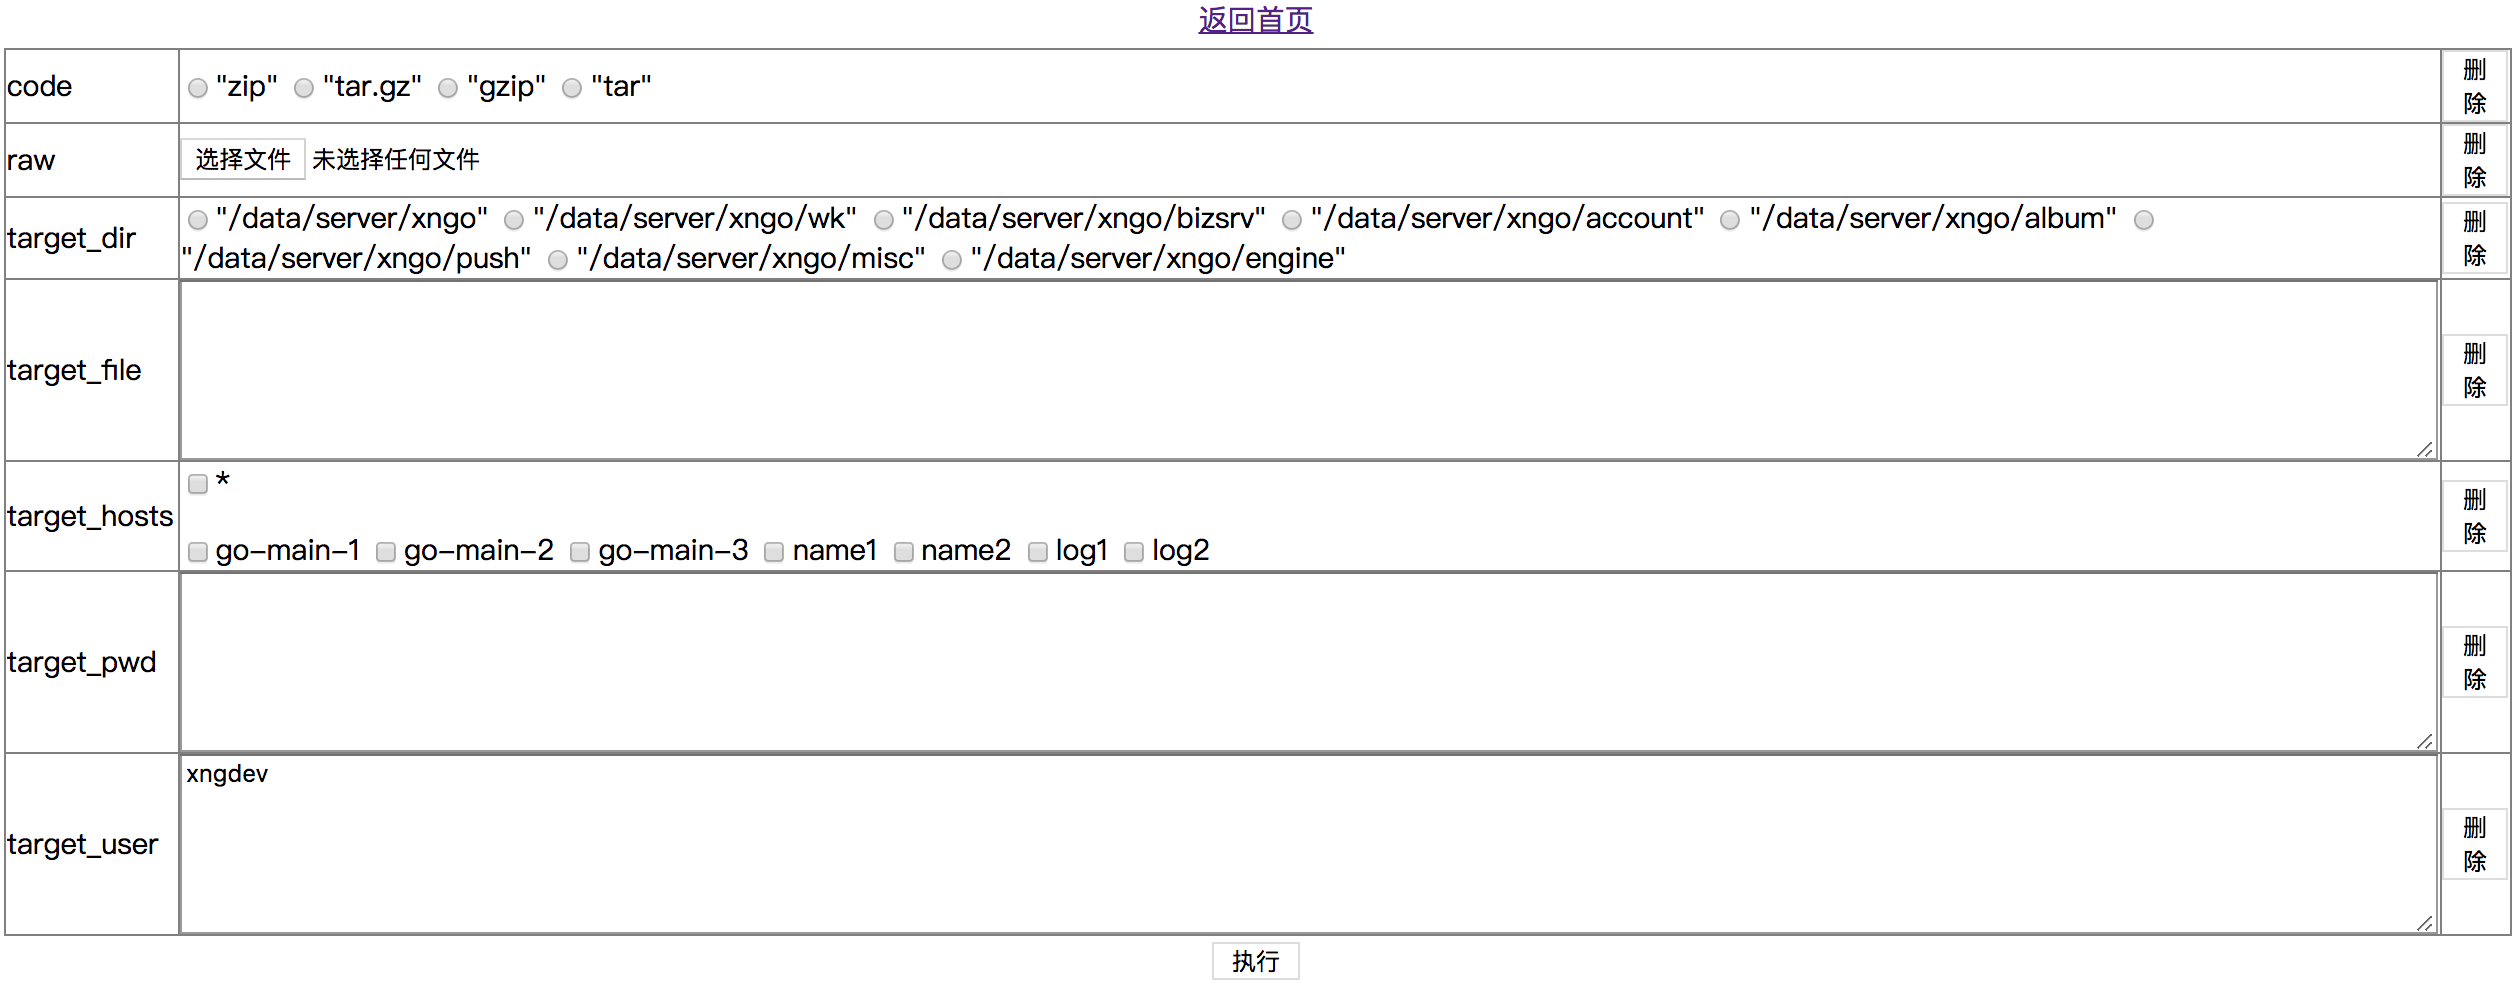 返回首页
code "zip" "tar.gz" "gzip" "tar" 删除
raw 选择文件 未选择任何文件 删除
target_dir "/data/server/xngo" "/data/server/xngo/wk" "/data/server/xngo/bizsrv" "/data/server/xngo/account" "/data/server/xngo/album"
"/data/server/xngo/push" "/data/server/xngo/misc" "/data/server/xngo/engine" 删除
target_file 删除
target_hosts *
go-main-1 go-main-2 go-main-3 name1 name2 log1 log2 删除
target_pwd 删除
target_user xngdev 删除
执行